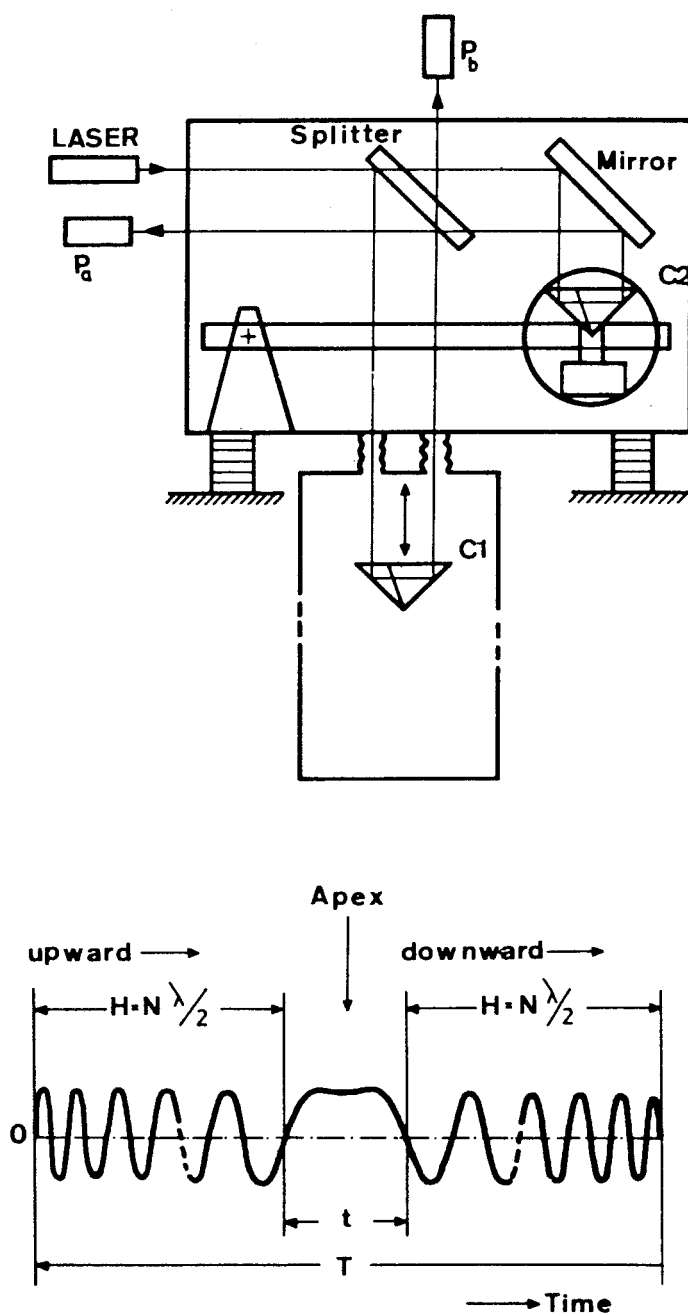 P_b
LASER
Splitter
Mirror
P_a
C2
C1
Apex
upward
downward
H=N λ/2
H=N λ/2
0
t
T
Time